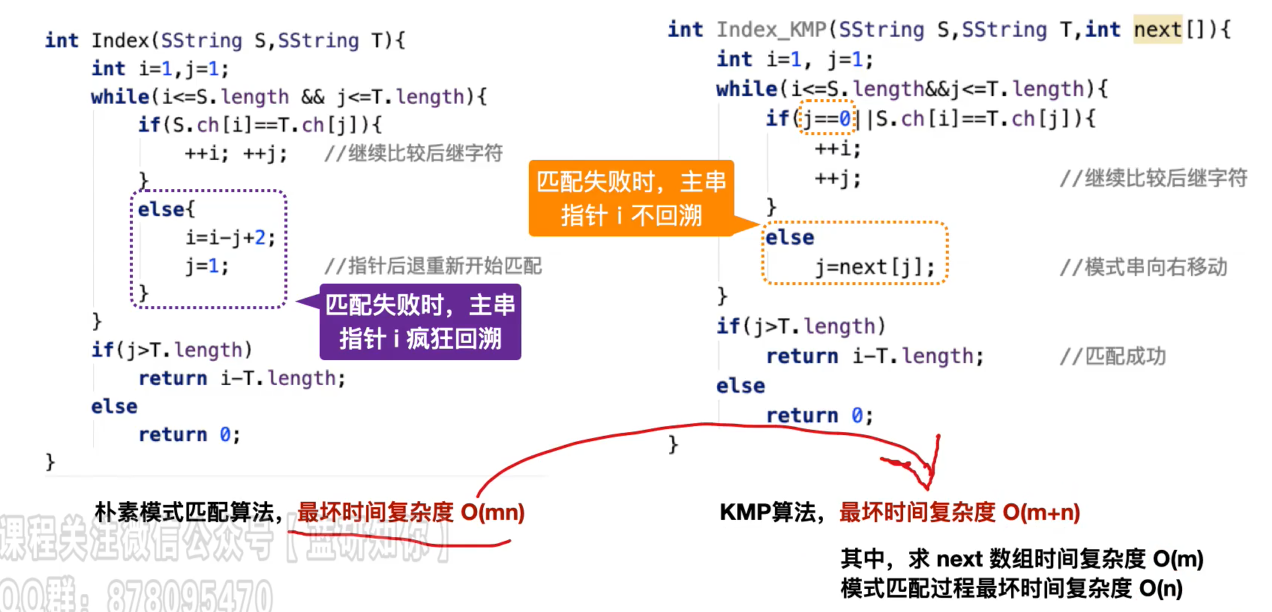 int Index(SString S,SString T){
int i=1,j=1;
while(i<=S.length && j<=T.length){
if(S.ch[i]==T.ch[j]){
++i; ++j; //继续比较后继字符
}
else{
i=i-j+2;
j=1; //指针后退重新开始匹配
}
}
if(j>T.length)
return i-T.length;
else
return 0;
}
匹配失败时，主串
指针 i 疯狂回溯
朴素模式匹配算法，最坏时间复杂度 O(mn)
int Index_KMP(SString S,SString T,int next[]){
int i=1, j=1;
while(i<=S.length&&j<=T.length){
if(j==0||S.ch[i]==T.ch[j]){
++i;
++j; //继续比较后继字符
}
else
j=next[j]; //模式串向右移动
}
if(j>T.length)
return i-T.length; //匹配成功
else
return 0;
}
匹配失败时，主串
指针 i 不回溯
KMP算法，最坏时间复杂度 O(m+n)
其中，求 next 数组时间复杂度 O(m)
模式匹配过程最坏时间复杂度 O(n)
课程关注微信公众号【蓝研知你】
QQ群：878095470